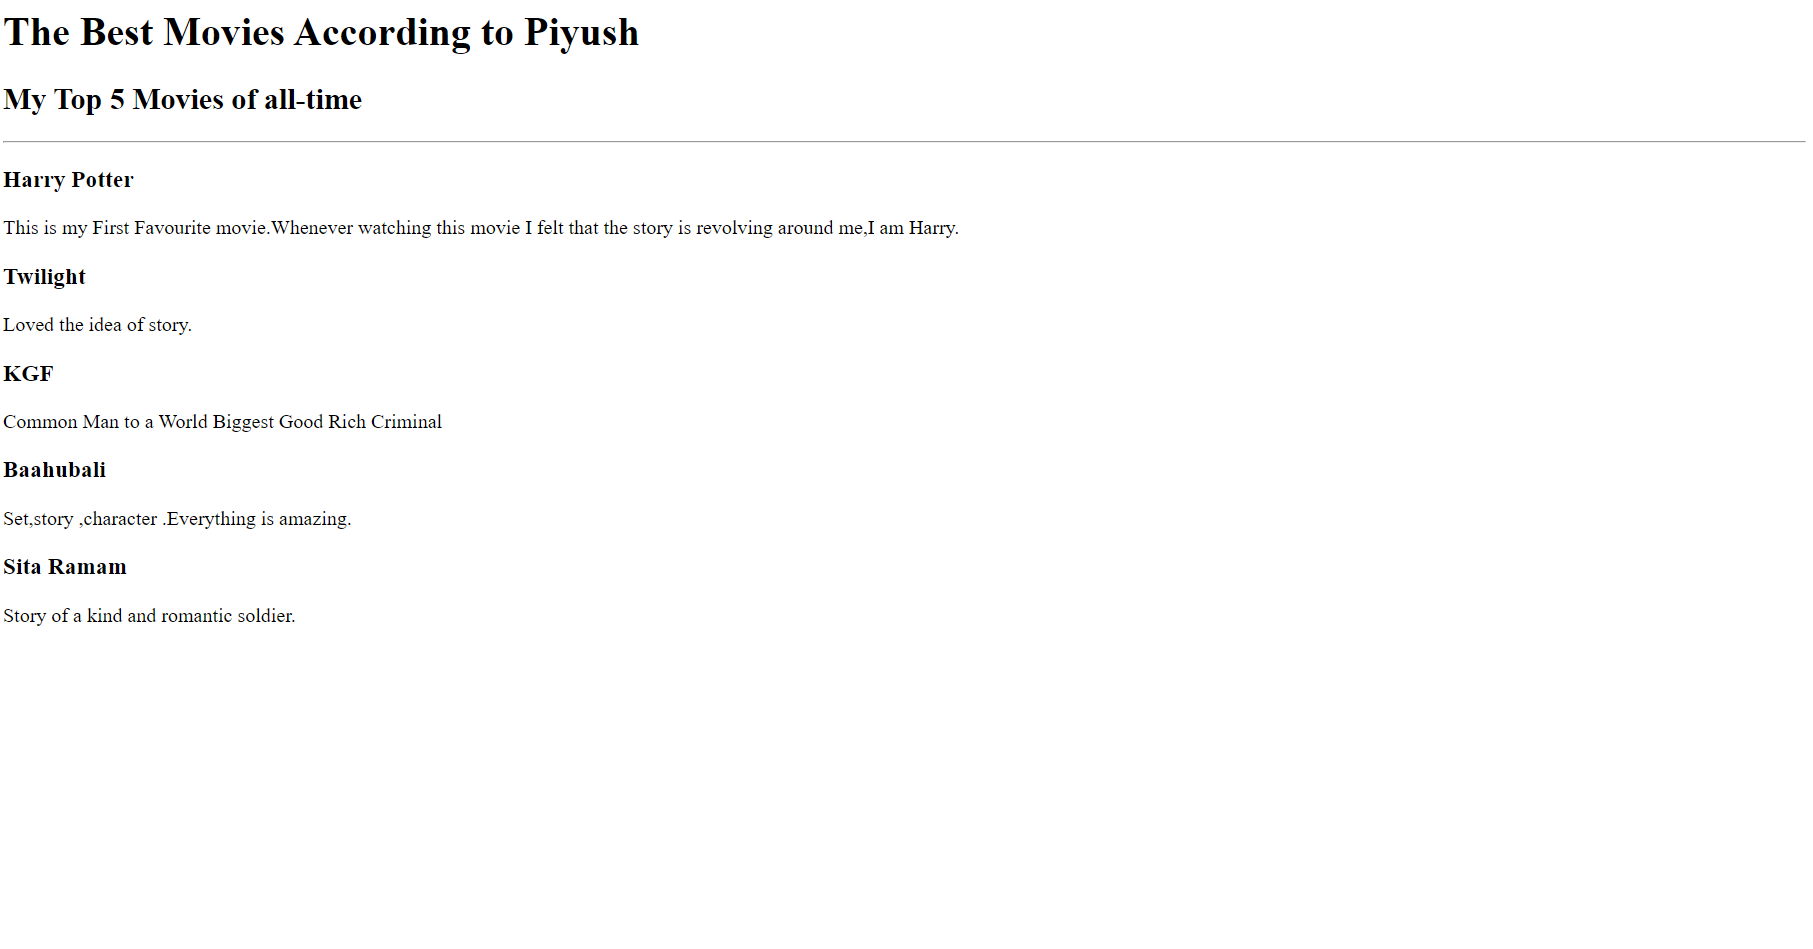 The Best Movies According to Piyush
My Top 5 Movies of all-time
Harry Potter
This is my First Favourite movie.Whenever watching this movie I felt that the story is revolving around me,I am Harry.
Twilight
Loved the idea of story.
KGF
Common Man to a World Biggest Good Rich Criminal
Baahubali
Set,story ,character .Everything is amazing.
Sita Ramam
Story of a kind and romantic soldier.